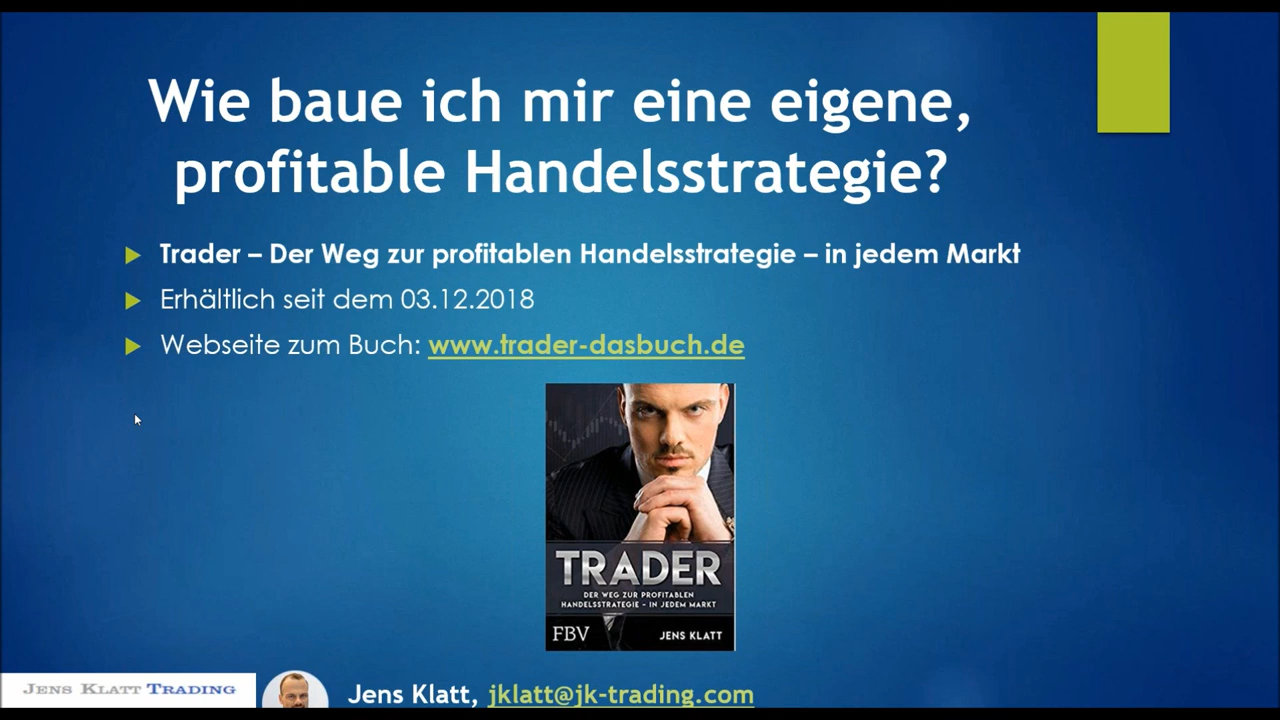 Wie baue ich mir eine eigene,
profitable Handelsstrategie?
Trader – Der Weg zur profitablen Handelsstrategie – in jedem Markt
Erhältlich seit dem 03.12.2018
Webseite zum Buch: www.trader-dasbuch.de
TRADER
DER WEG ZUR PROFITABLEN
HANDELSSTRATEGIE – IN JEDEM MARKT
FBV JENS KLATT
JENS KLATT TRADING
Jens Klatt, jklatt@jk-trading.com